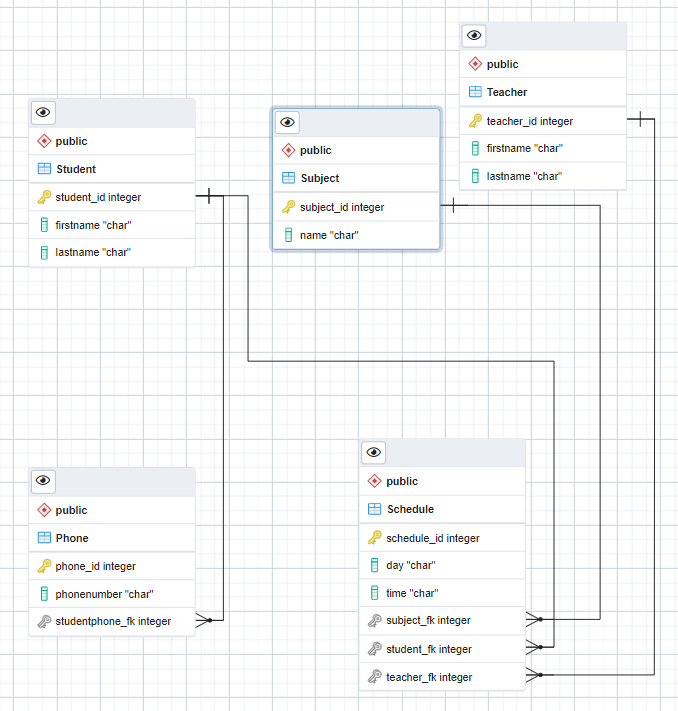 public
Teacher
teacher_id integer
firstname "char"
lastname "char"
public
Student
student_id integer
firstname "char"
lastname "char"
public
Subject
subject_id integer
name "char"
public
Phone
phone_id integer
phonenumber "char"
studentphone_fk integer
public
Schedule
schedule_id integer
day "char"
time "char"
subject_fk integer
student_fk integer
teacher_fk integer